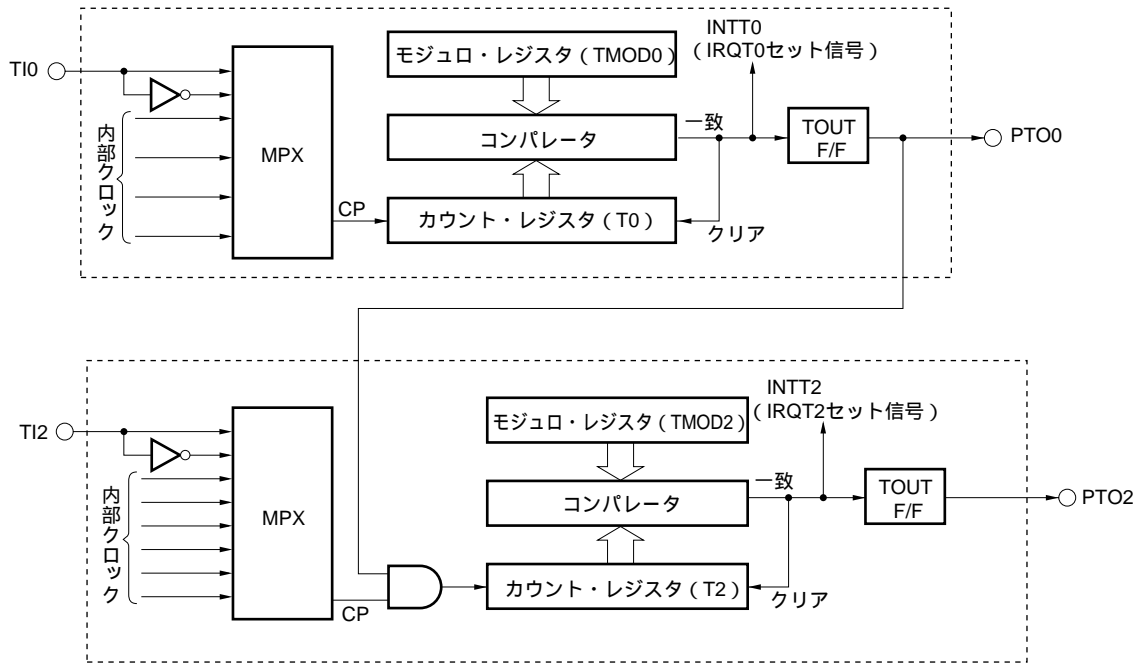 INTT0
(IRQT0セット信号)
モジュロ・レジスタ(TMOD0)
TI0
一致
TOUT
F/F
PTO0
内部クロック
MPX
コンパレータ
CP
カウント・レジスタ(T0)
クリア
INTT2
(IRQT2セット信号)
モジュロ・レジスタ(TMOD2)
TI2
一致
TOUT
F/F
PTO2
内部クロック
MPX
コンパレータ
CP
カウント・レジスタ(T2)
クリア